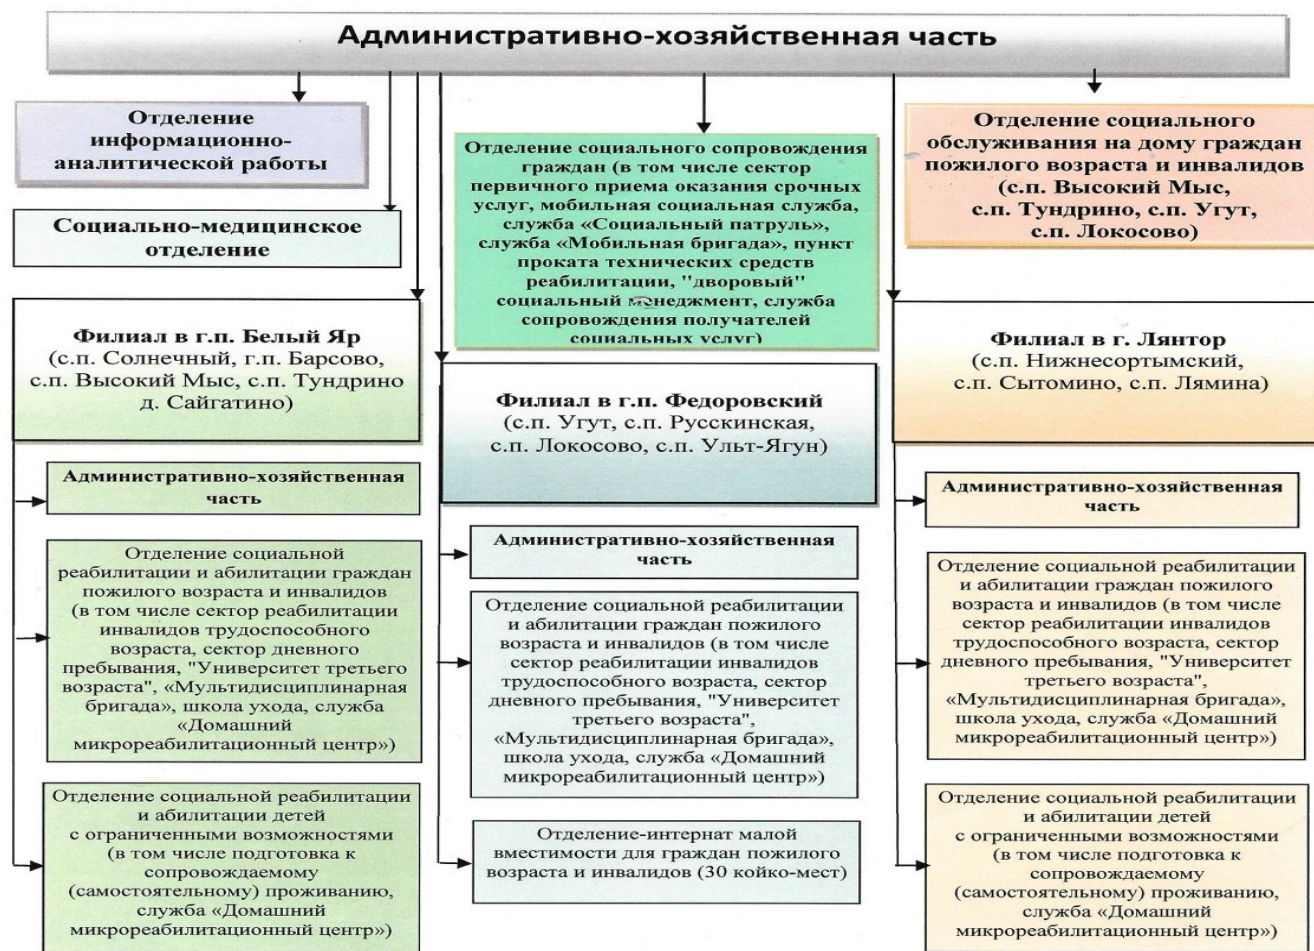 Административно-хозяйственная часть
Отделение
информационно-
аналитической работы
Социально-медицинское
отделение
Отделение социального сопровождения
граждан (в том числе сектор
первичного приема оказания срочных
услуг, мобильная социальная служба,
служба «Социальный патруль»,
служба «Мобильная бригада», пункт
проката технических средств
реабилитации, "дворовый"
социальный менеджмент, служба
сопровождения получателей
социальных услуг)
Отделение социального
обслуживания на дому граждан
пожилого возраста и инвалидов
(с.п. Высокий Мыс,
с.п. Тундрино, с.п. Угут,
с.п. Локосово)
Филиал в г.п. Белый Яр
(с.п. Солнечный, г.п. Барсово,
с.п. Высокий Мыс, с.п. Тундрино
д. Сайгатино)
Административно-хозяйственная
часть
Отделение социальной
реабилитации и абилитации граждан
пожилого возраста и инвалидов
(в том числе сектор реабилитации
инвалидов трудоспособного
возраста, сектор дневного
пребывания, "Университет третьего
возраста", «Мультидисциплинарная
бригада», школа ухода, служба
«Домашний
микрореабилитационный центр»)
Отделение социальной реабилитации
и абилитации детей
с ограниченными возможностями
(в том числе подготовка к
сопровождаемому
(самостоятельному) проживанию,
служба «Домашний
микрореабилитационный центр»)
Филиал в г.п. Федоровский
(с.п. Угут, с.п. Русскинская,
с.п. Локосово, с.п. Ульт-Ягун)
Административно-хозяйственная
часть
Отделение социальной реабилитации
и абилитации граждан пожилого
возраста и инвалидов (в том числе
сектор реабилитации инвалидов
трудоспособного возраста, сектор
дневного пребывания, "Университет
третьего возраста",
«Мультидисциплинарная бригада»,
школа ухода, служба «Домашний
микрореабилитационный центр»)
Отделение-интернат малой
вместимости для граждан пожилого
возраста и инвалидов (30 койко-мест)
Филиал в г. Лянтор
(с.п. Нижнесортымский,
с.п. Сытомино, с.п. Лямина)
Административно-хозяйственная
часть
Отделение социальной реабилитации
и абилитации граждан пожилого
возраста и инвалидов (в том числе
сектор реабилитации инвалидов
трудоспособного возраста, сектор
дневного пребывания, "Университет
третьего возраста",
«Мультидисциплинарная бригада»,
школа ухода, служба «Домашний
микрореабилитационный центр»)
Отделение социальной реабилитации
и абилитации детей
с ограниченными возможностями
(в том числе подготовка к
сопровождаемому
(самостоятельному) проживанию,
служба «Домашний
микрореабилитационный центр»)